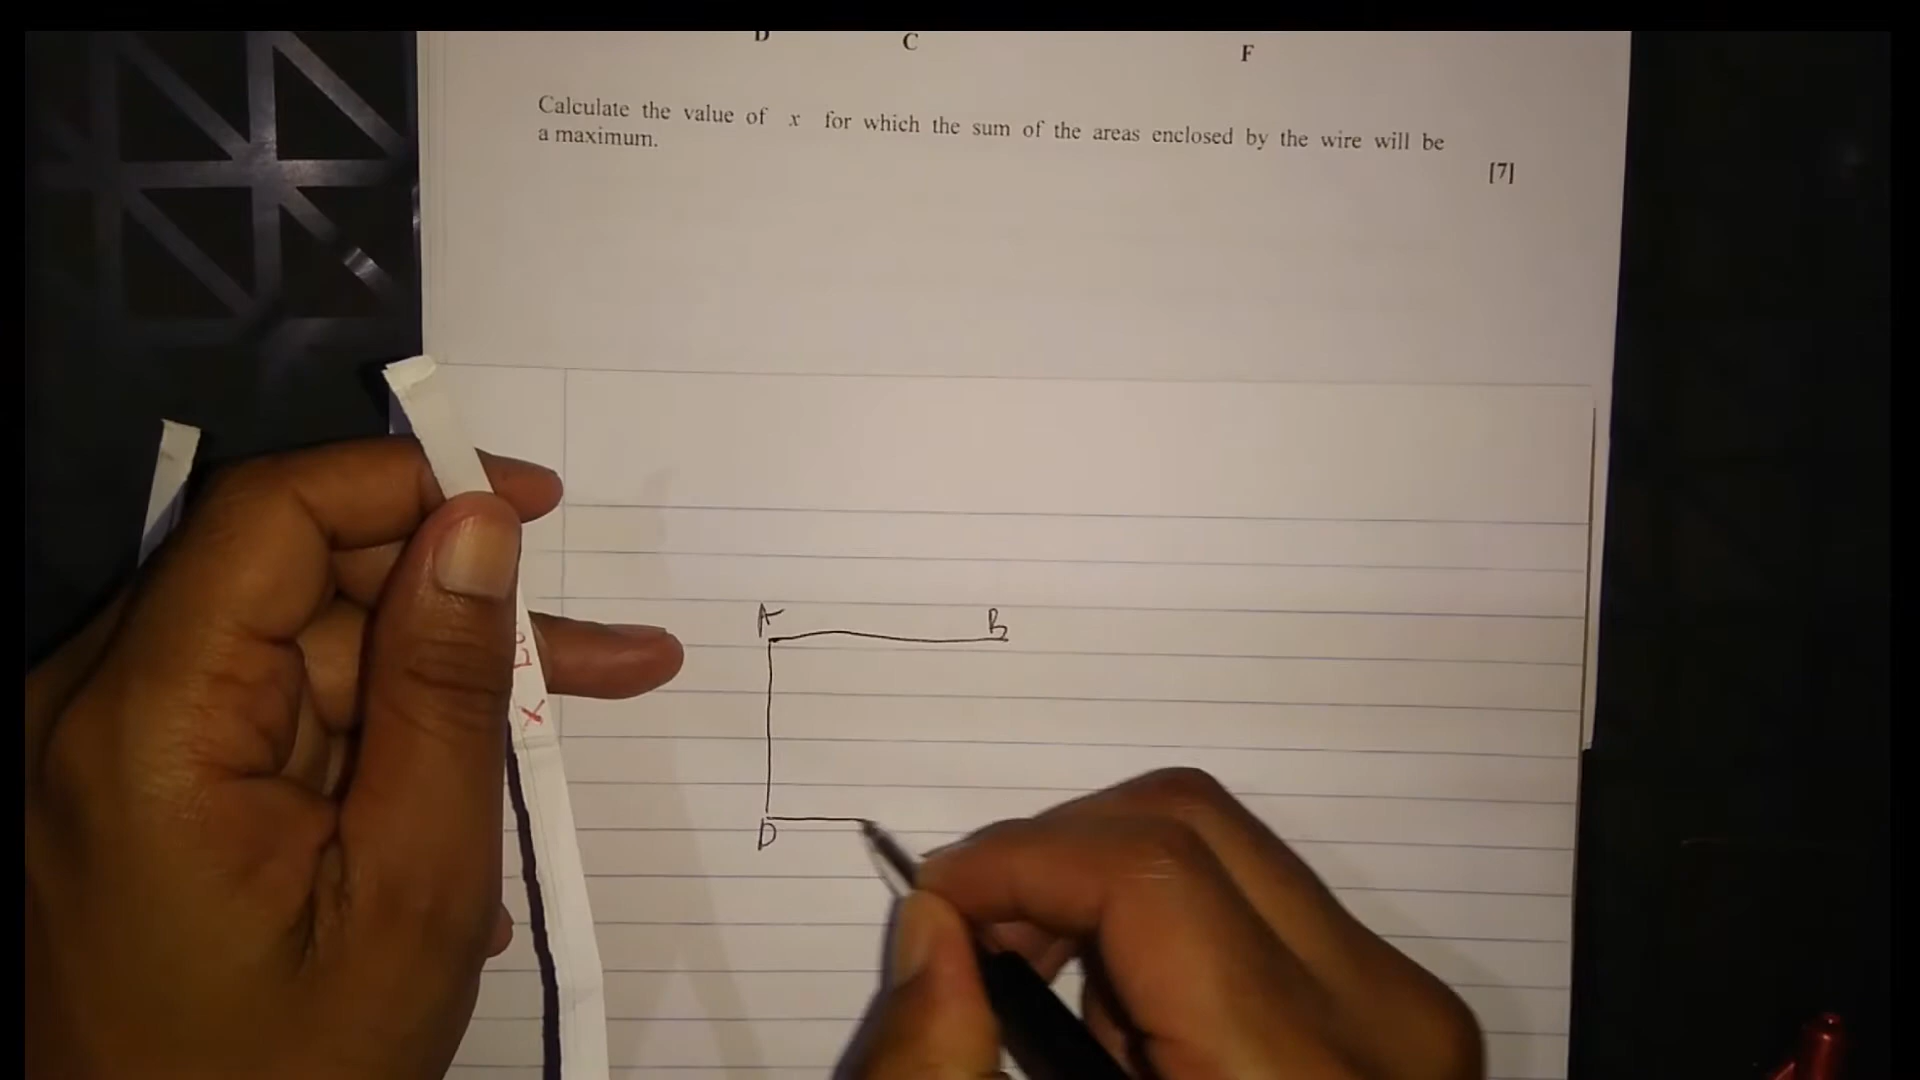 D C F
Calculate the value of x for which the sum of the areas enclosed by the wire will be
a maximum.
[7]
A B
x
D